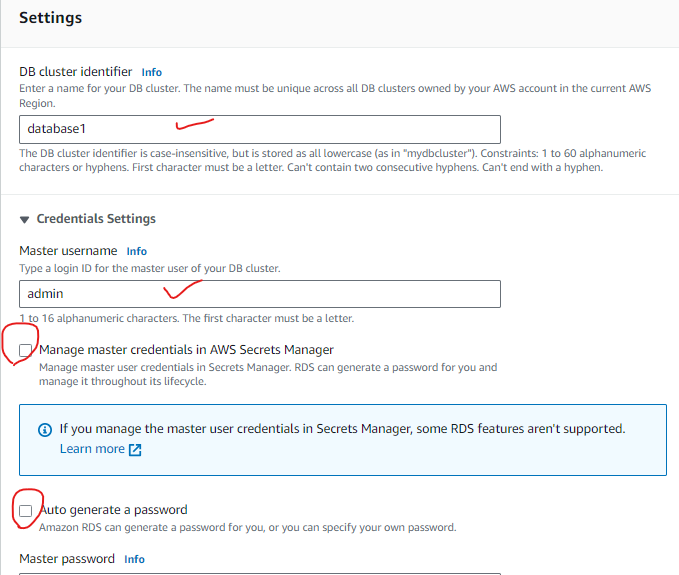 Settings
DB cluster identifier Info
Enter a name for your DB cluster. The name must be unique across all DB clusters owned by your AWS account in the current AWS
Region.
database1
The DB cluster identifier is case-insensitive, but is stored as all lowercase (as in "mydbcluster"). Constraints: 1 to 60 alphanumeric
characters or hyphens. First character must be a letter. Can't contain two consecutive hyphens. Can't end with a hyphen.
Credentials Settings
Master username Info
Type a login ID for the master user of your DB cluster.
admin
1 to 16 alphanumeric characters. The first character must be a letter.
Manage master credentials in AWS Secrets Manager
Manage master user credentials in Secrets Manager. RDS can generate a password for you and
manage it throughout its lifecycle.
If you manage the master user credentials in Secrets Manager, some RDS features aren't supported.
Learn more
Auto generate a password
Amazon RDS can generate a password for you, or you can specify your own password.
Master password Info